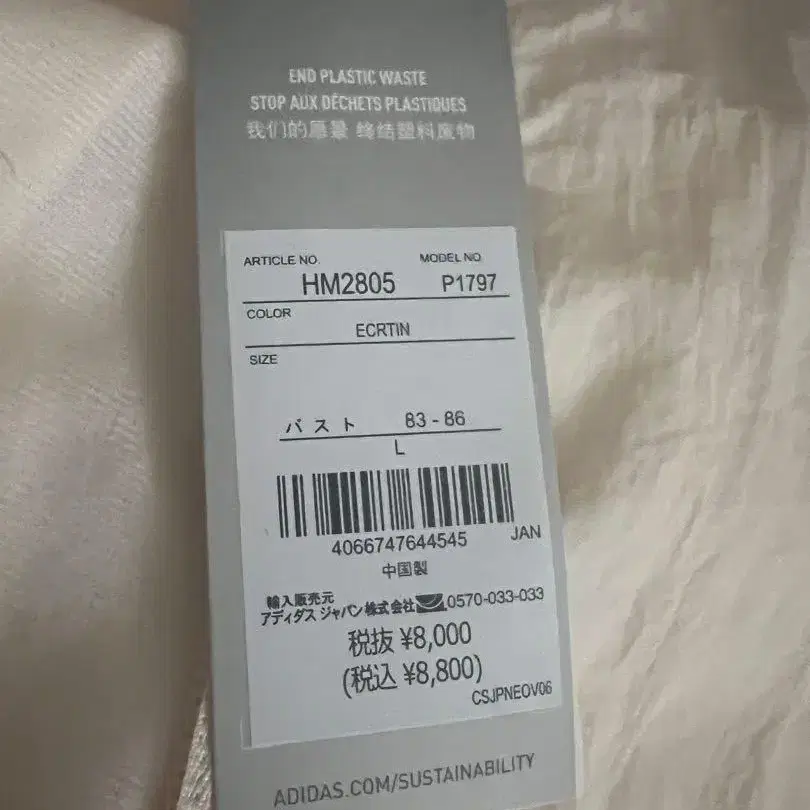 END PLASTIC WASTE
STOP AUX DÉCHETS PLASTIQUES
我们的愿景 终结塑料废物
ARTICLE NO. MODEL NO.
HM2805 P1797
COLOR
ECRTIN
SIZE
バスト 83 - 86
L
4066747644545 JAN
中国製
輸入販売元
アディダス ジャパン株式会社 0570-033-033
税抜 ¥8,000
(税込 ¥8,800)
CSJPNEOV06
ADIDAS.COM/SUSTAINABILITY